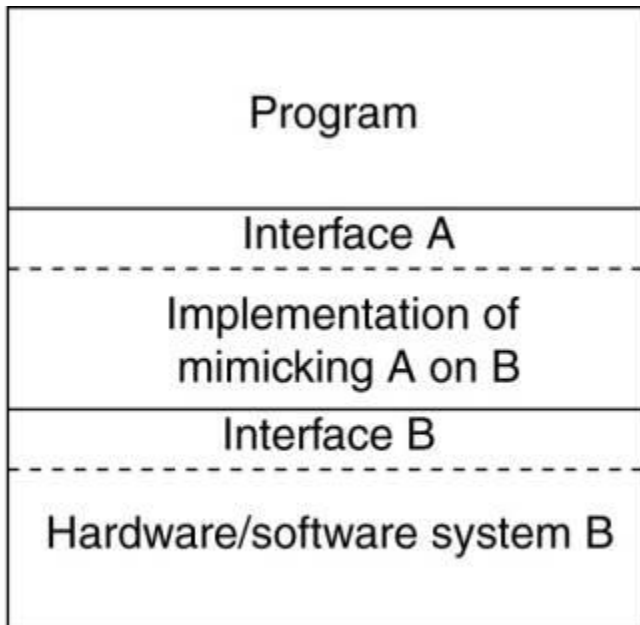 Program
Interface A
Implementation of
mimicking A on B
Interface B
Hardware/software system B